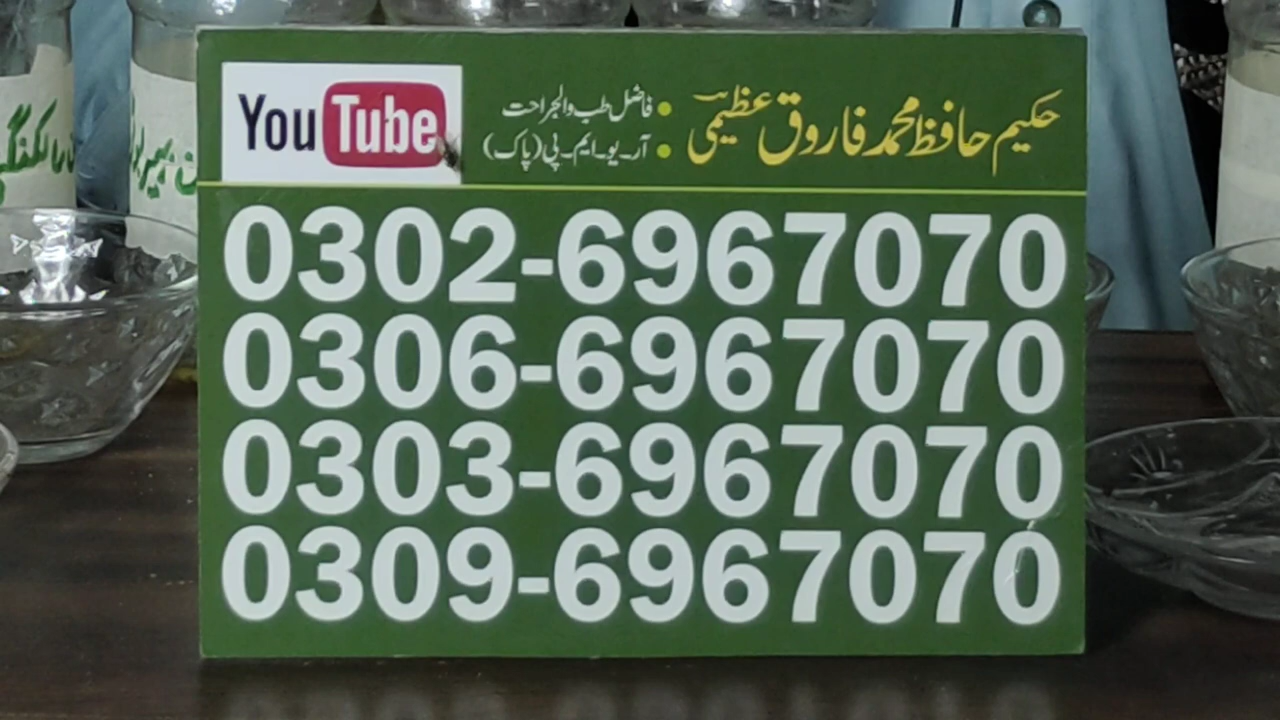 حکیم حافظ محمد فاروق عظیمی
فاضل طب والجراحت
آر-یو-ایم-پی(پاک)
YouTube
0302-6967070
0306-6967070
0303-6967070
0309-6967070